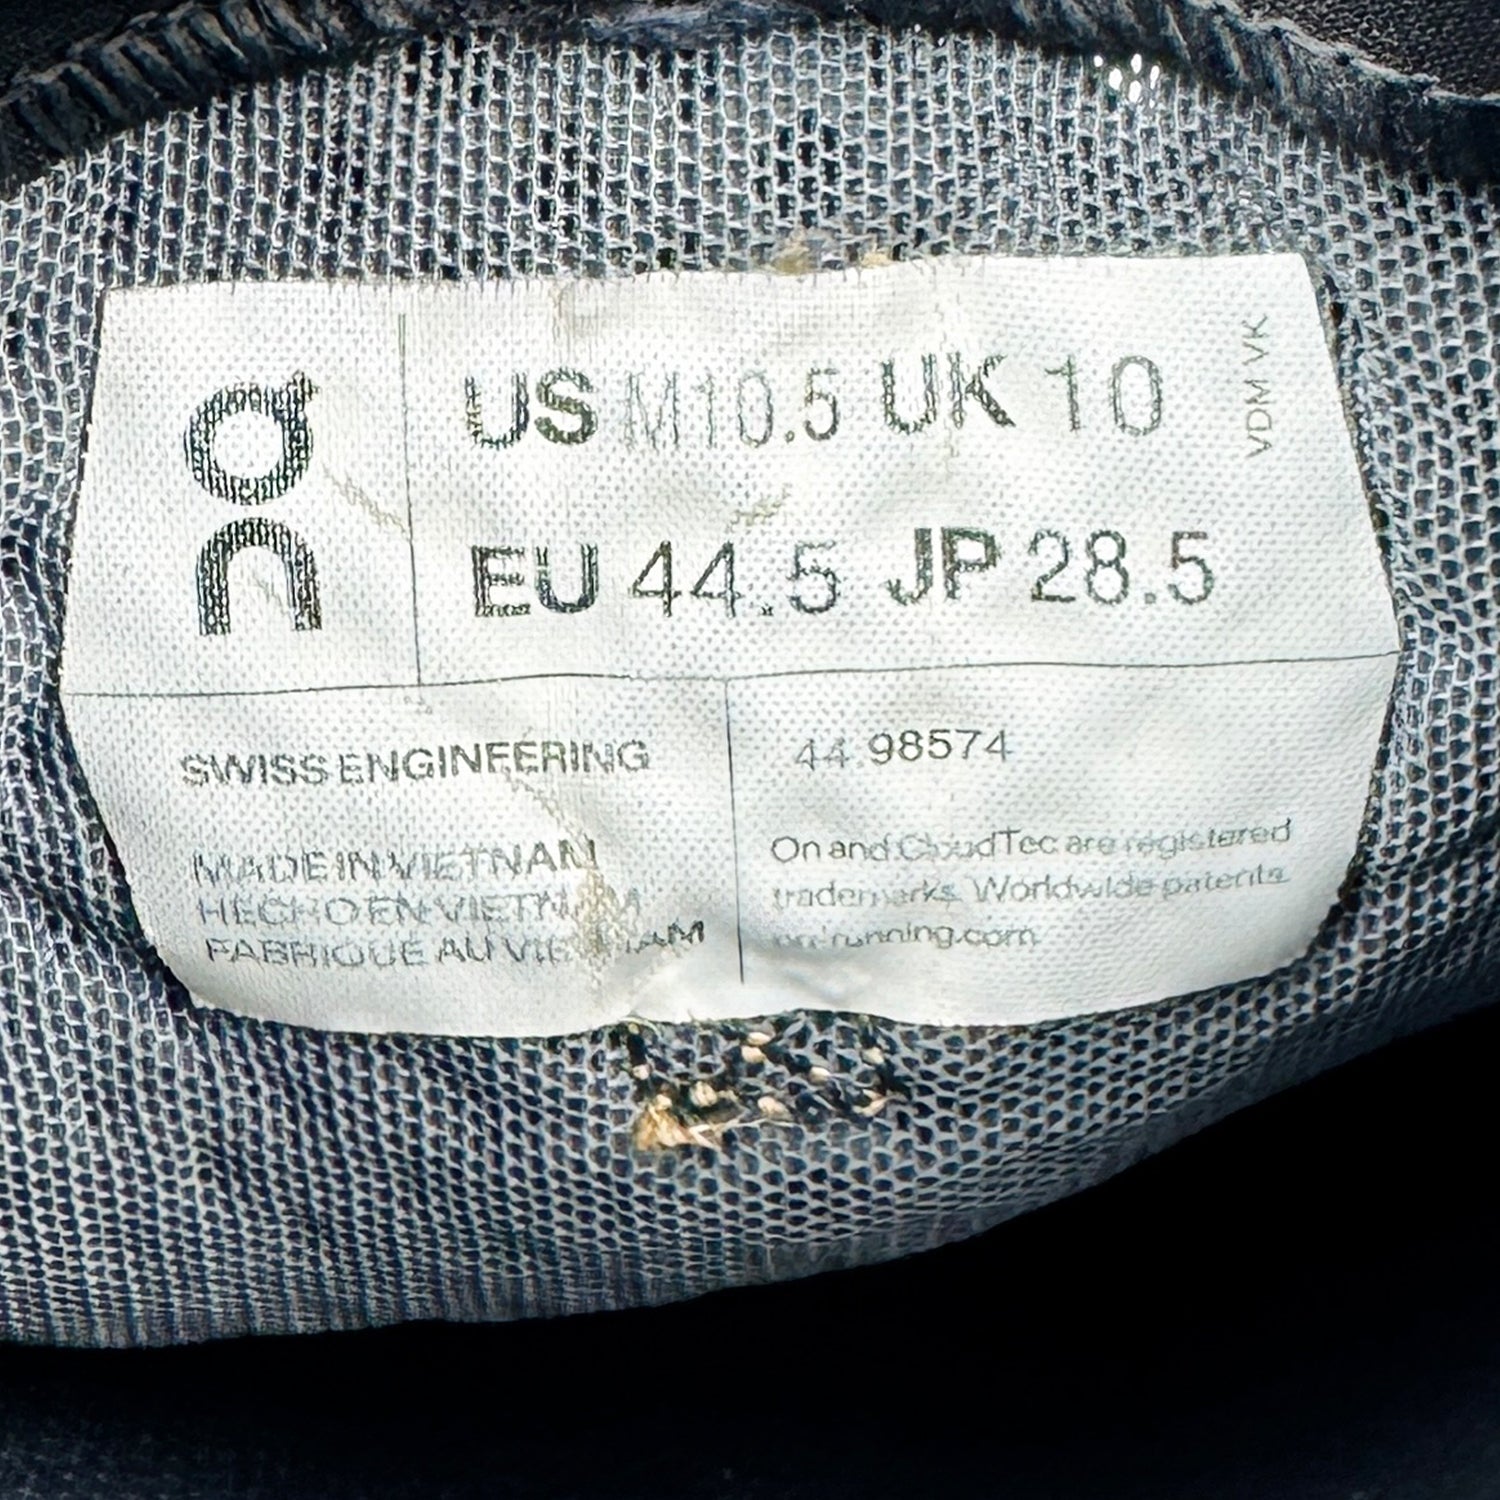 on
US M10.5 UK 10
EU 44.5 JP 28.5
VDM VK
SWISS ENGINEERING
MADE IN VIETNAM
HECHO EN VIETNAM
FABRIQUÉ AU VIETNAM
44.98574
On and CloudTec are registered
trademarks. Worldwide patents.
on-running.com